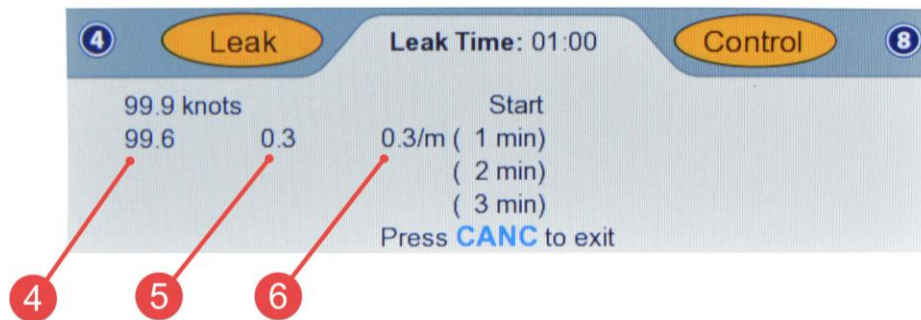 4 Leak Leak Time: 01:00 Control 8
99.9 knots Start
99.6 0.3 0.3/m ( 1 min)
( 2 min)
( 3 min)
Press CANC to exit
4 5 6